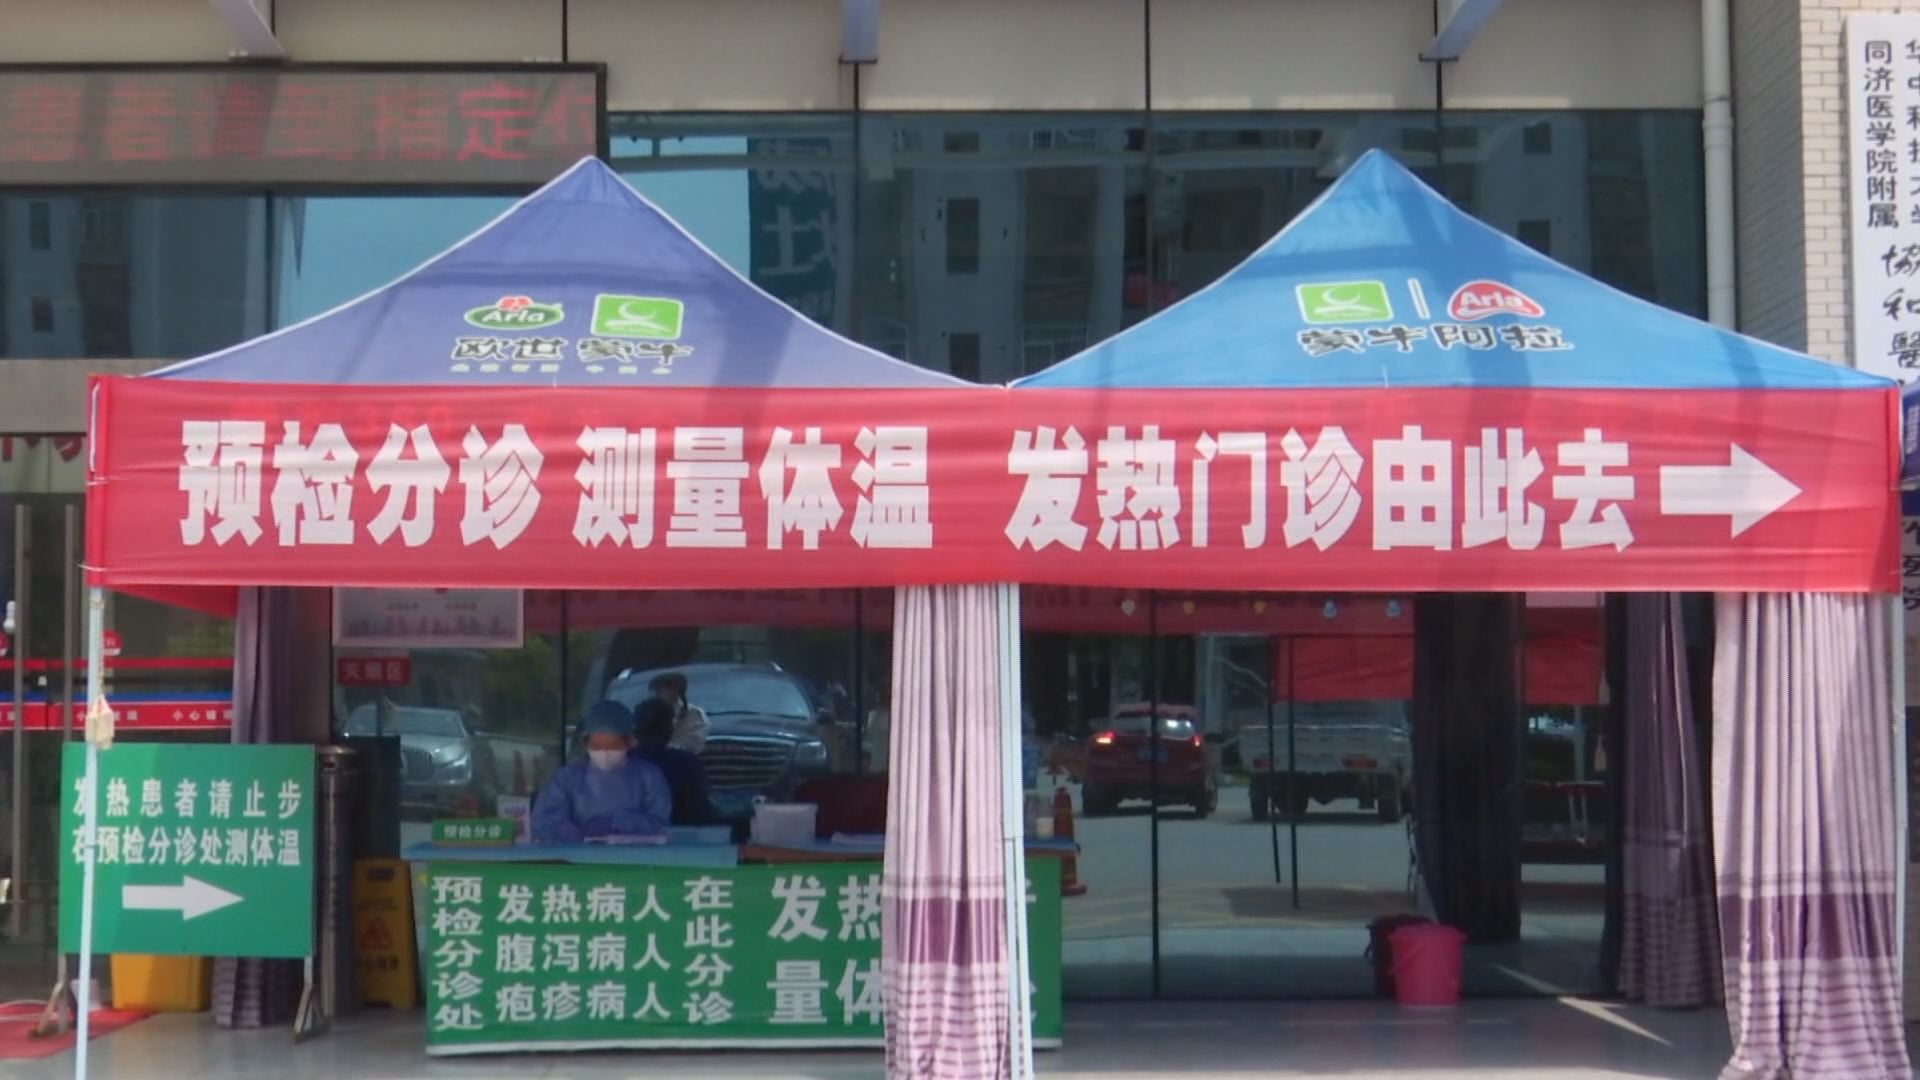 患者请到指定
同济医学院附属
协和医
Arla
欧世 蒙牛
Arla
蒙牛阿拉
预检分诊 测量体温 发热门诊由此去
灭烟区
发热患者请止步
在预检分诊处测体温
预检分诊
预检分诊处
发热病人
腹泻病人
疱疹病人
在此分诊
发热
量体